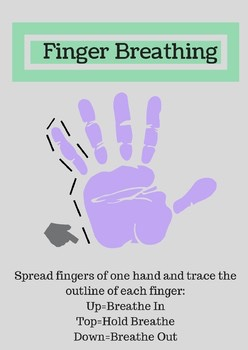 Finger Breathing
Spread fingers of one hand and trace the
outline of each finger:
Up=Breathe In
Top=Hold Breathe
Down=Breathe Out